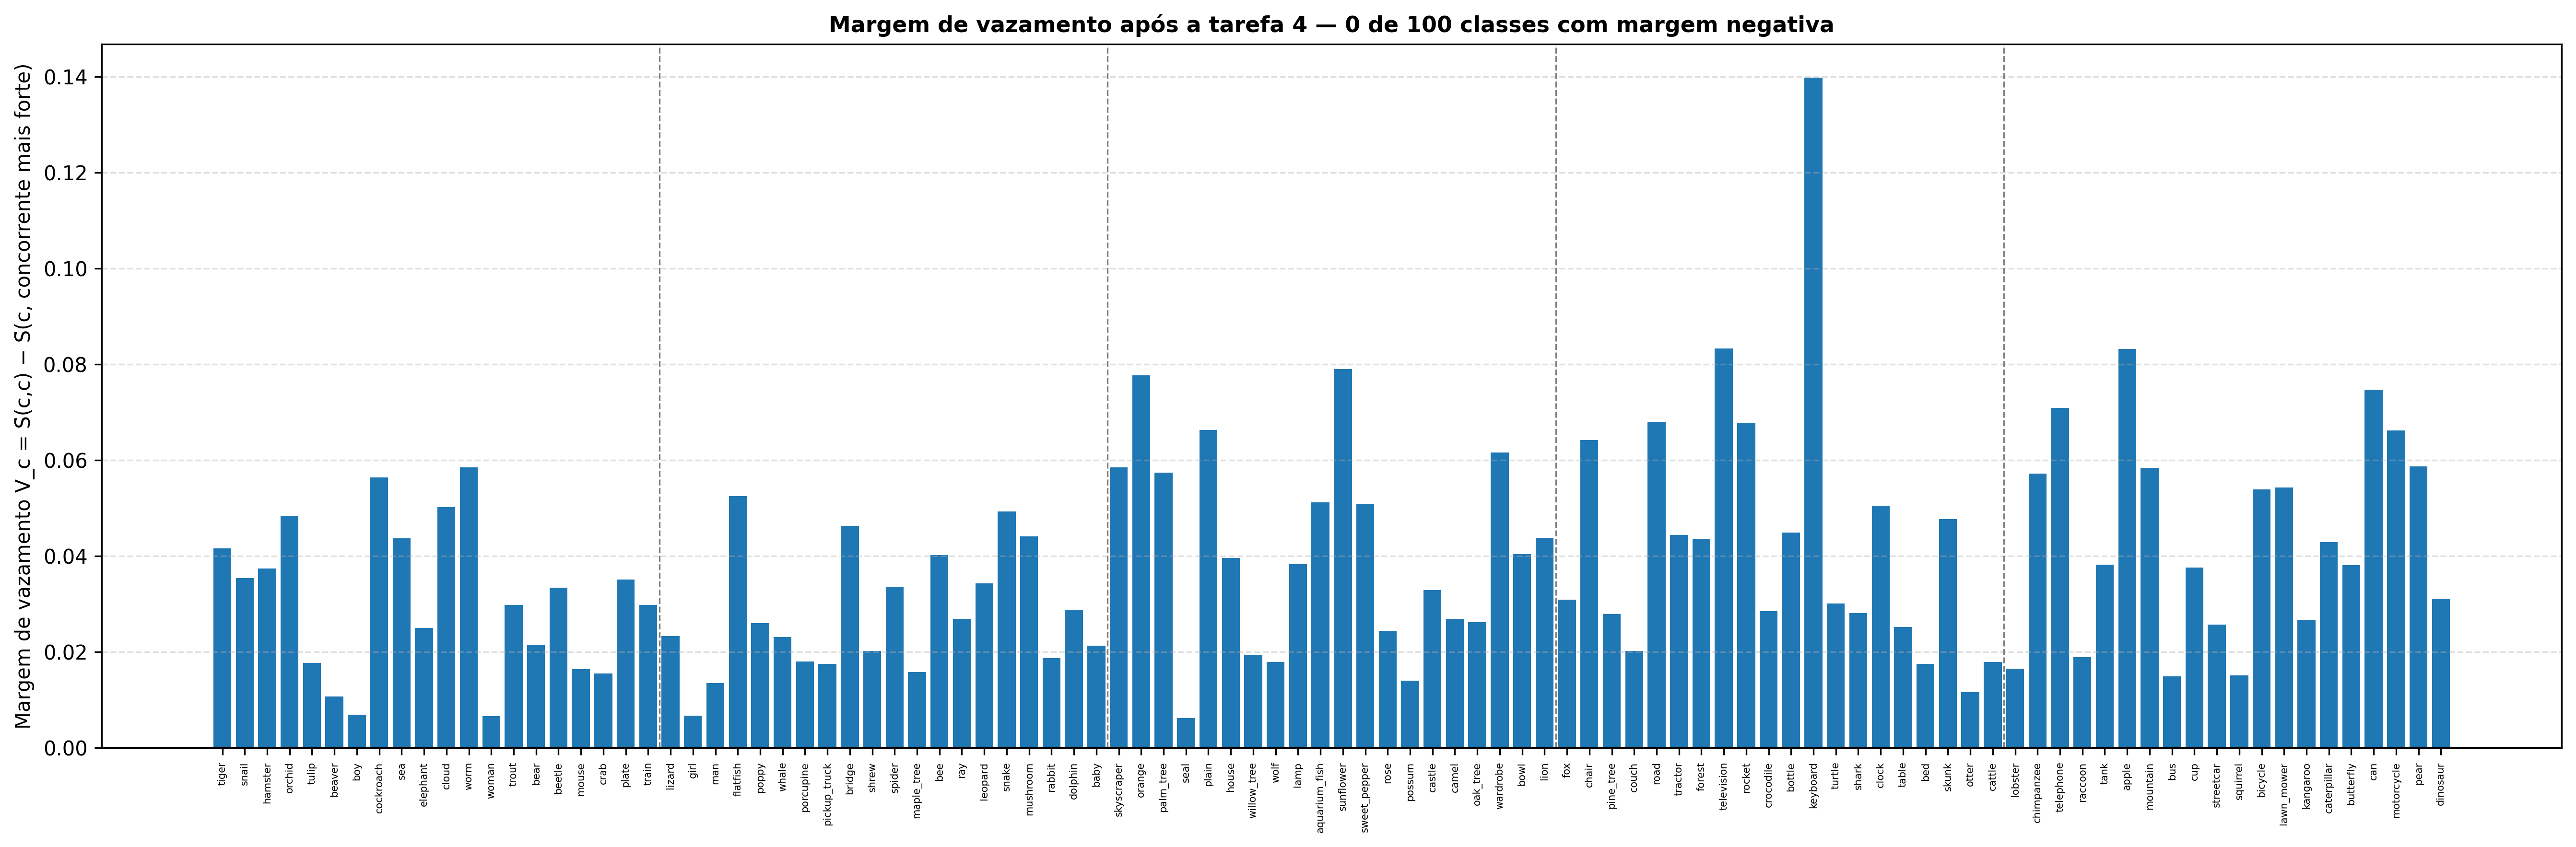 Margem de vazamento após a tarefa 4 — 0 de 100 classes com margem negativa
Margem de vazamento V_c = S(c,c) − S(c, concorrente mais forte)
0.14
0.12
0.10
0.08
0.06
0.04
0.02
0.00
tiger
snail
hamster
orchid
tulip
beaver
boy
cockroach
sea
elephant
cloud
worm
woman
trout
bear
beetle
mouse
crab
plate
train
lizard
girl
man
flatfish
poppy
whale
porcupine
pickup_truck
bridge
shrew
spider
maple_tree
bee
ray
leopard
snake
mushroom
rabbit
dolphin
baby
skyscraper
orange
palm_tree
seal
plain
house
willow_tree
wolf
lamp
aquarium_fish
sunflower
sweet_pepper
rose
possum
castle
camel
oak_tree
wardrobe
bowl
lion
fox
chair
pine_tree
couch
road
tractor
forest
television
rocket
crocodile
bottle
keyboard
turtle
shark
clock
table
bed
skunk
otter
cattle
lobster
chimpanzee
telephone
raccoon
tank
apple
mountain
bus
cup
streetcar
squirrel
bicycle
lawn_mower
kangaroo
caterpillar
butterfly
can
motorcycle
pear
dinosaur